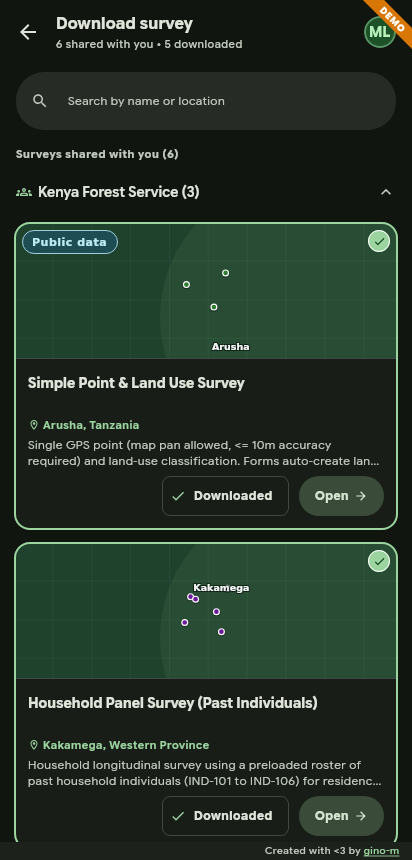 Download survey
6 shared with you • 5 downloaded
ML
DEMO
Search by name or location
Surveys shared with you (6)
Kenya Forest Service (3)
Public data
Arusha
Simple Point & Land Use Survey
Arusha, Tanzania
Single GPS point (map pan allowed, <= 10m accuracy
required) and land-use classification. Forms auto-create lan...
Downloaded
Open
Kakamega
Household Panel Survey (Past Individuals)
Kakamega, Western Province
Household longitudinal survey using a preloaded roster of
past household individuals (IND-101 to IND-106) for residenc...
Downloaded
Open
Created with <3 by gino-m